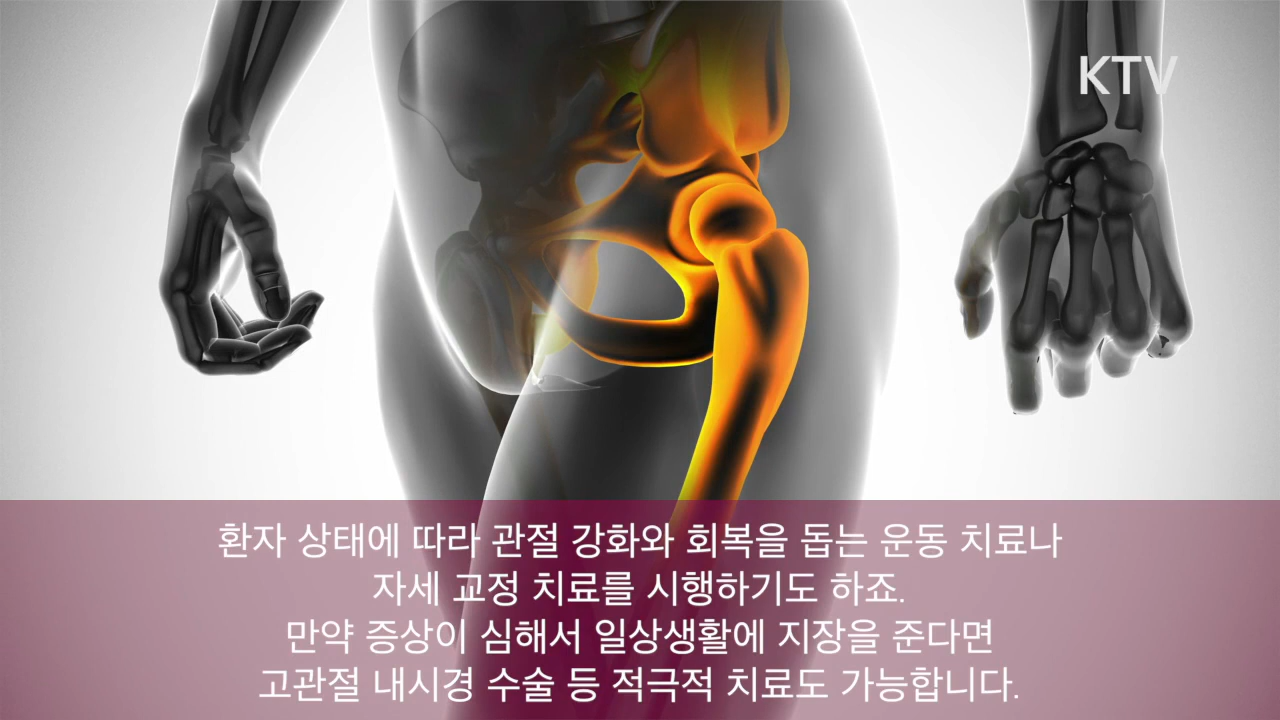 KTV
환자 상태에 따라 관절 강화와 회복을 돕는 운동 치료나
자세 교정 치료를 시행하기도 하죠.
만약 증상이 심해서 일상생활에 지장을 준다면
고관절 내시경 수술 등 적극적 치료도 가능합니다.